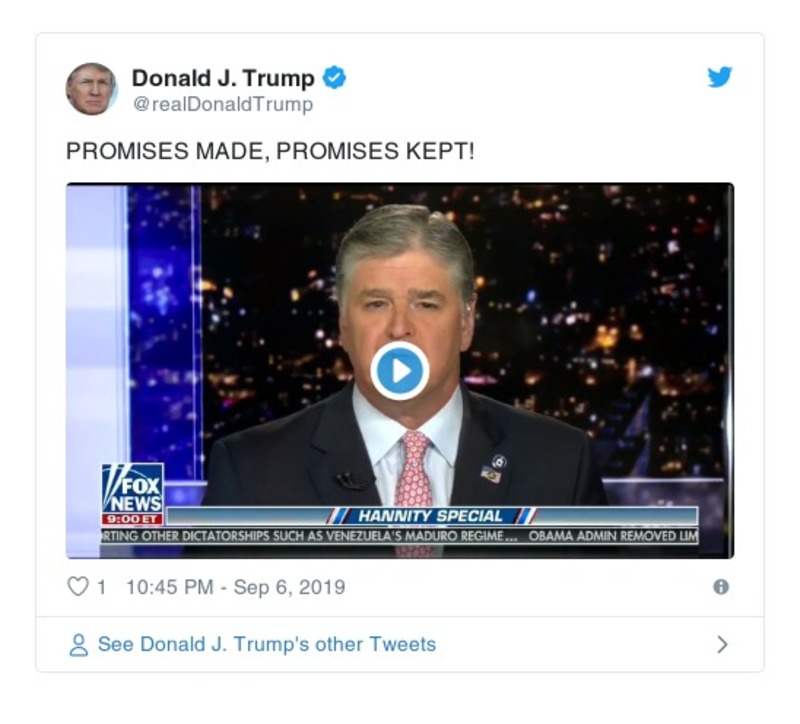 Donald J. Trump
@realDonaldTrump
PROMISES MADE, PROMISES KEPT!
FOX
NEWS
9:00 ET
HANNITY SPECIAL
RTING OTHER DICTATORSHIPS SUCH AS VENEZUELA'S MADURO REGIME... OBAMA ADMIN REMOVED LIM
1 10:45 PM - Sep 6, 2019
See Donald J. Trump's other Tweets